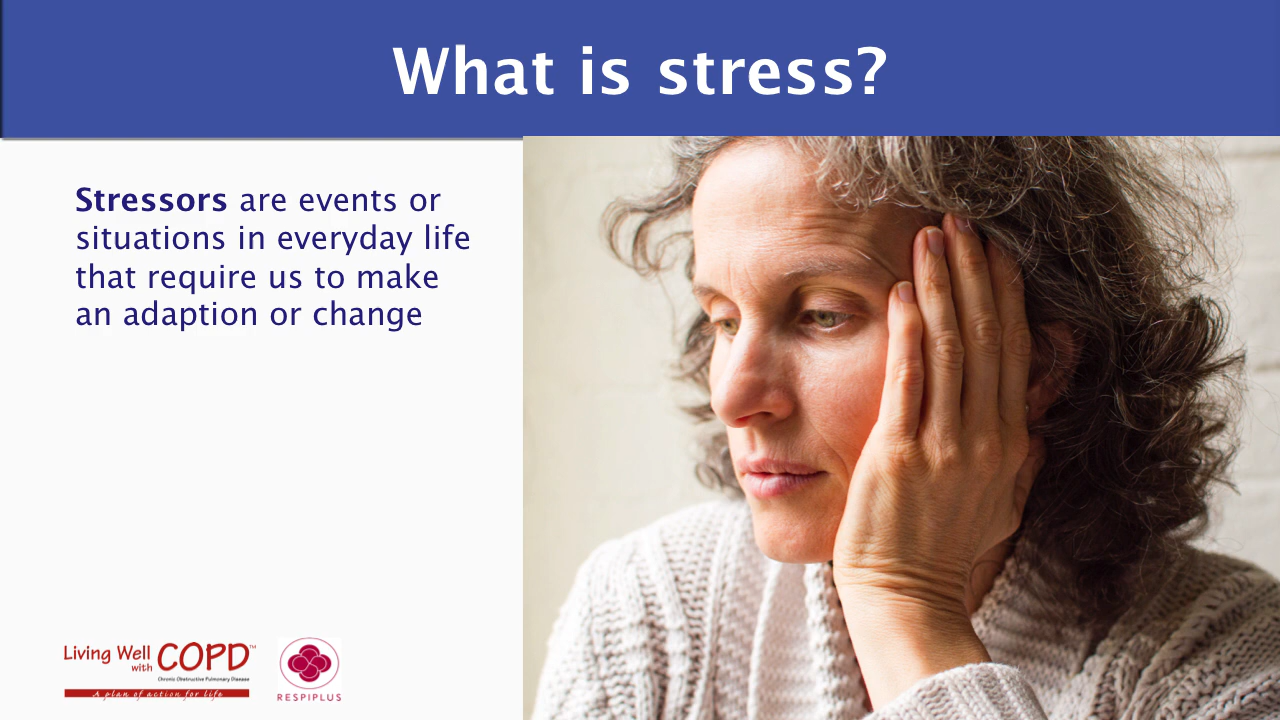 What is stress?
Stressors are events or
situations in everyday life
that require us to make
an adaption or change
Living Well
with COPD™
Chronic Obstructive Pulmonary Disease
A plan of action for life
RESPIPLUS